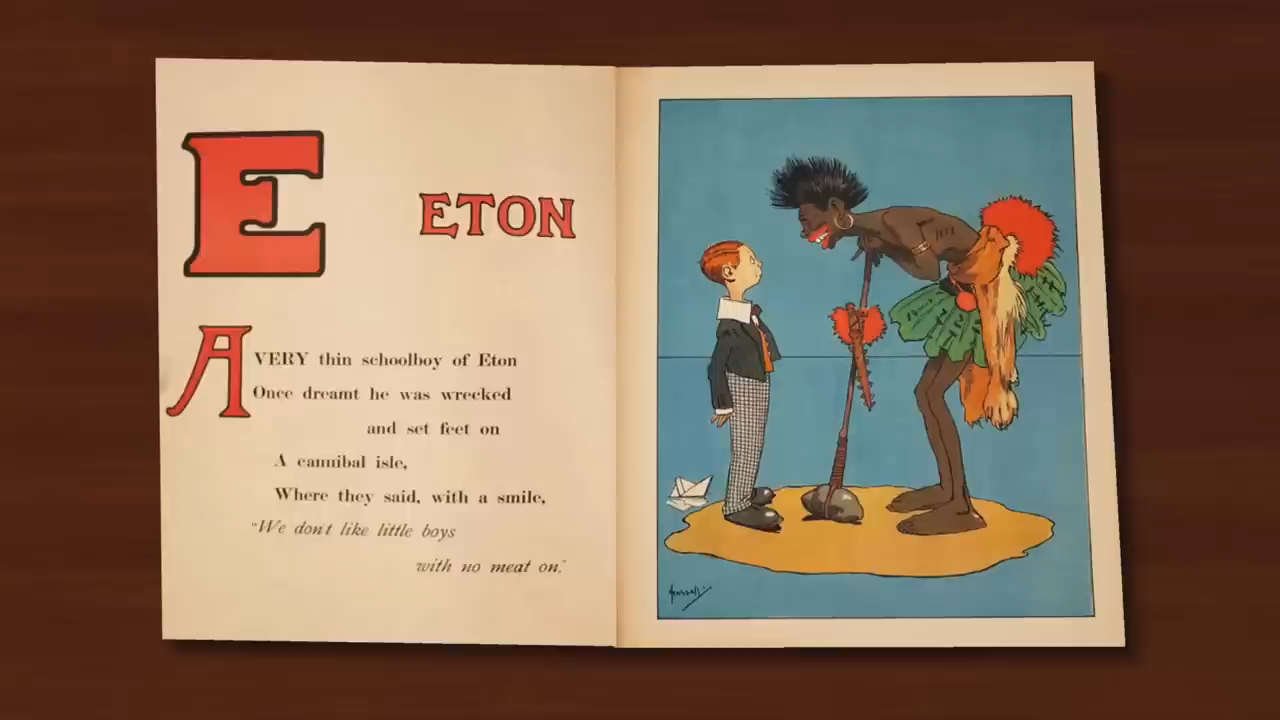 E
ETON
A VERY thin schoolboy of Eton
Once dreamt he was wrecked
and set feet on
A cannibal isle,
Where they said, with a smile,
"We don't like little boys
with no meat on."
Hassall